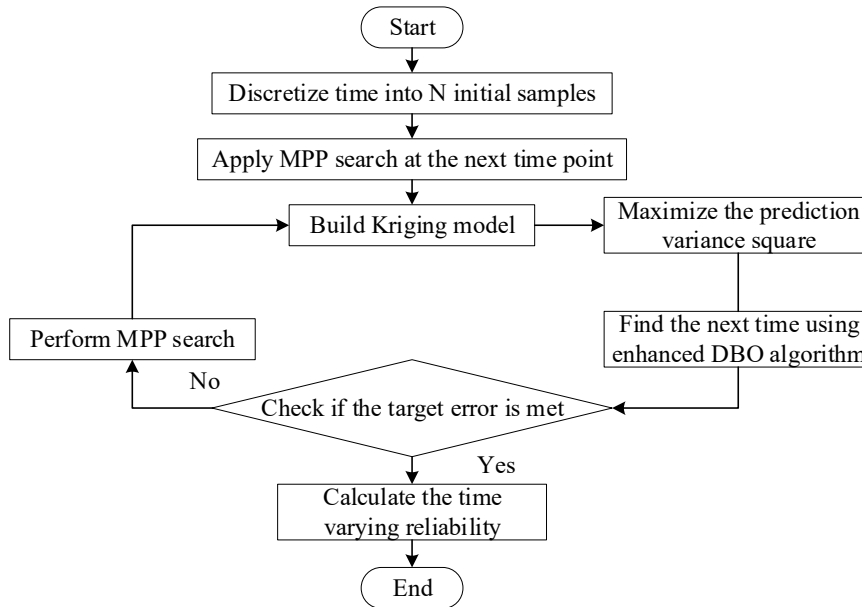 Start
Discretize time into N initial samples
Apply MPP search at the next time point
Build Kriging model
Maximize the prediction
variance square
Find the next time using
enhanced DBO algorithm
Perform MPP search
No
Check if the target error is met
Yes
Calculate the time
varying reliability
End